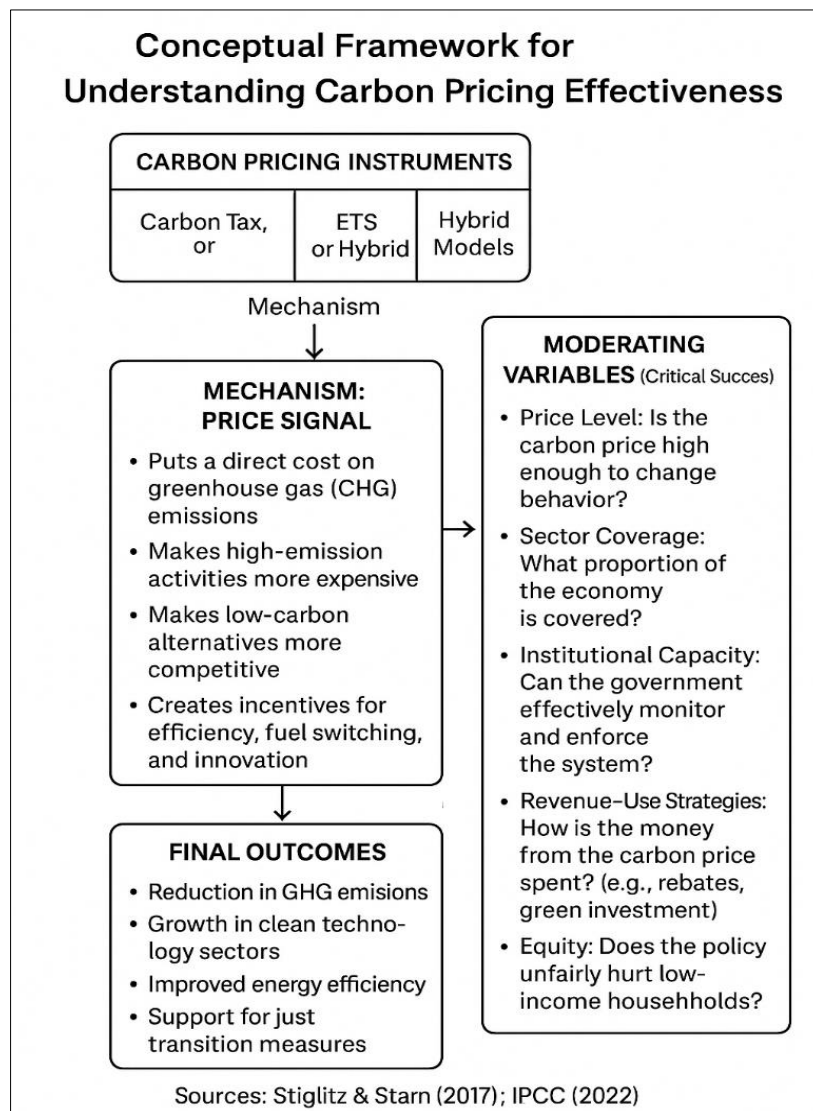 Conceptual Framework for
Understanding Carbon Pricing Effectiveness
CARBON PRICING INSTRUMENTS
Carbon Tax,
or
ETS
or Hybrid
Hybrid
Models
Mechanism
MECHANISM:
PRICE SIGNAL
• Puts a direct cost on
greenhouse gas (CHG)
emissions
• Makes high-emission
activities more expensive
• Makes low-carbon
alternatives more
competitive
• Creates incentives for
efficiency, fuel switching,
and innovation
MODERATING
VARIABLES (Critical Succes)
• Price Level: Is the
carbon price high
enough to change
behavior?
• Sector Coverage:
What proportion of
the economy
is covered?
• Institutional Capacity:
Can the government
effectively monitor
and enforce
the system?
• Revenue-Use Strategies:
How is the money
from the carbon price
spent? (e.g., rebates,
green investment)
• Equity: Does the policy
unfairly hurt low-
income househholds?
FINAL OUTCOMES
• Reduction in GHG emisions
• Growth in clean techno-
logy sectors
• Improved energy efficiency
• Support for just
transition measures
Sources: Stiglitz & Starn (2017); IPCC (2022)